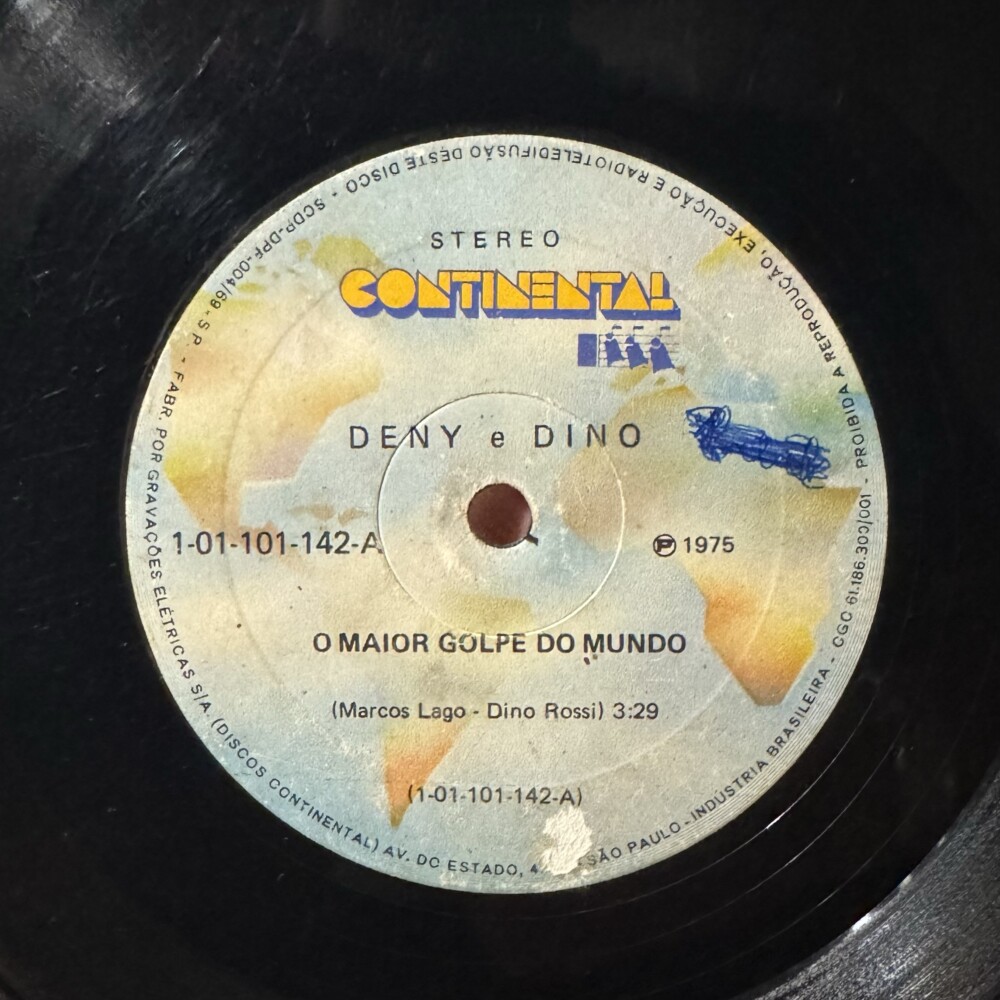 STEREO
CONTINENTAL
DENY e DINO
1-01-101-142-A
Ⓟ 1975
O MAIOR GOLPE DO MUNDO
(Marcos Lago - Dino Rossi) 3:29
(1-01-101-142-A)
FABR. POR GRAVAÇÕES ELÉTRICAS S/A. (DISCOS CONTINENTAL) AV. DO ESTADO, SÃO PAULO - INDÚSTRIA BRASILEIRA - CGC 61.186.300/001 - PROIBIDA A REPRODUÇÃO, EXECUÇÃO E RADIOTELEDIFUSÃO DESTE DISCO - SCDP-DPF-004/69-SP -